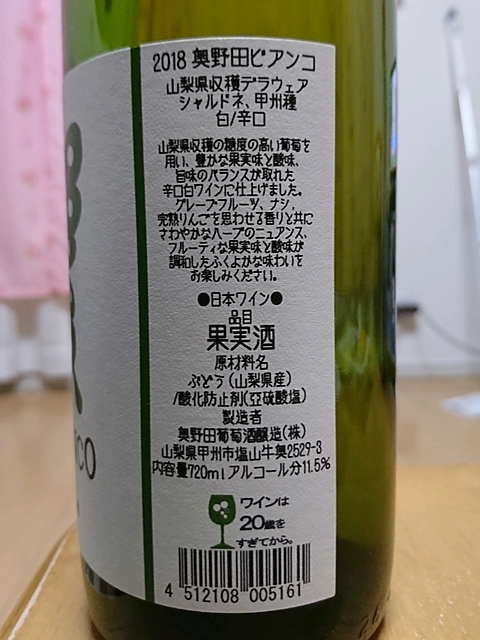 2018 奥野田ビアンコ
山梨県収穫デラウェア
シャルドネ、甲州種
白/辛口
山梨県収穫の糖度の高い葡萄を
用い、豊かな果実味と酸味、
旨味のバランスが取れた
辛口白ワインに仕上げました。
グレープフルーツ、ナシ、
完熟りんごを思わせる香りと共に
さわやかなハーブのニュアンス、
フルーティな果実味と酸味が
調和したふくよかな味わいを
お楽しみください。
●日本ワイン●
品目
果実酒
原材料名
ぶどう(山梨県産)
/酸化防止剤(亜硫酸塩)
製造者
奥野田葡萄酒醸造(株)
山梨県甲州市塩山牛奥2529-3
内容量720mlアルコール分11.5%
ワインは
20歳を
すぎてから。
4 512108 005161